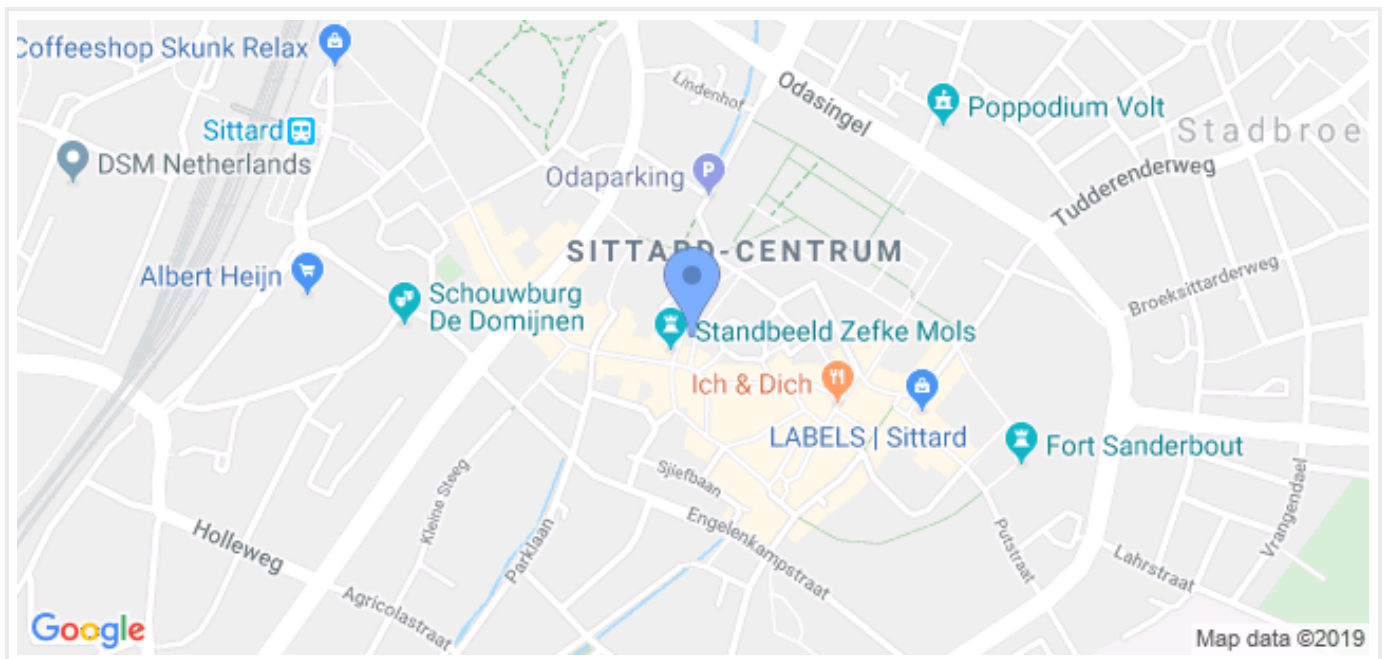 Coffeeshop Skunk Relax
Lindenhof
Odasingel
Poppodium Volt
Sittard
Stadbroe
DSM Netherlands
Odaparking
P
Tudderenderweg
SITTARD-CENTRUM
Albert Heijn
Broeksittarderweg
Schouwburg
De Domijnen
Standbeeld Zefke Mols
Ich & Dich
LABELS | Sittard
Fort Sanderbout
Sjiefbaan
Kleine Steeg
Vrangendael
Holleweg
Parklaan
Engelenkampstraat
Putstraat
Lahrstraat
Agricolastraat
Google
Map data ©2019